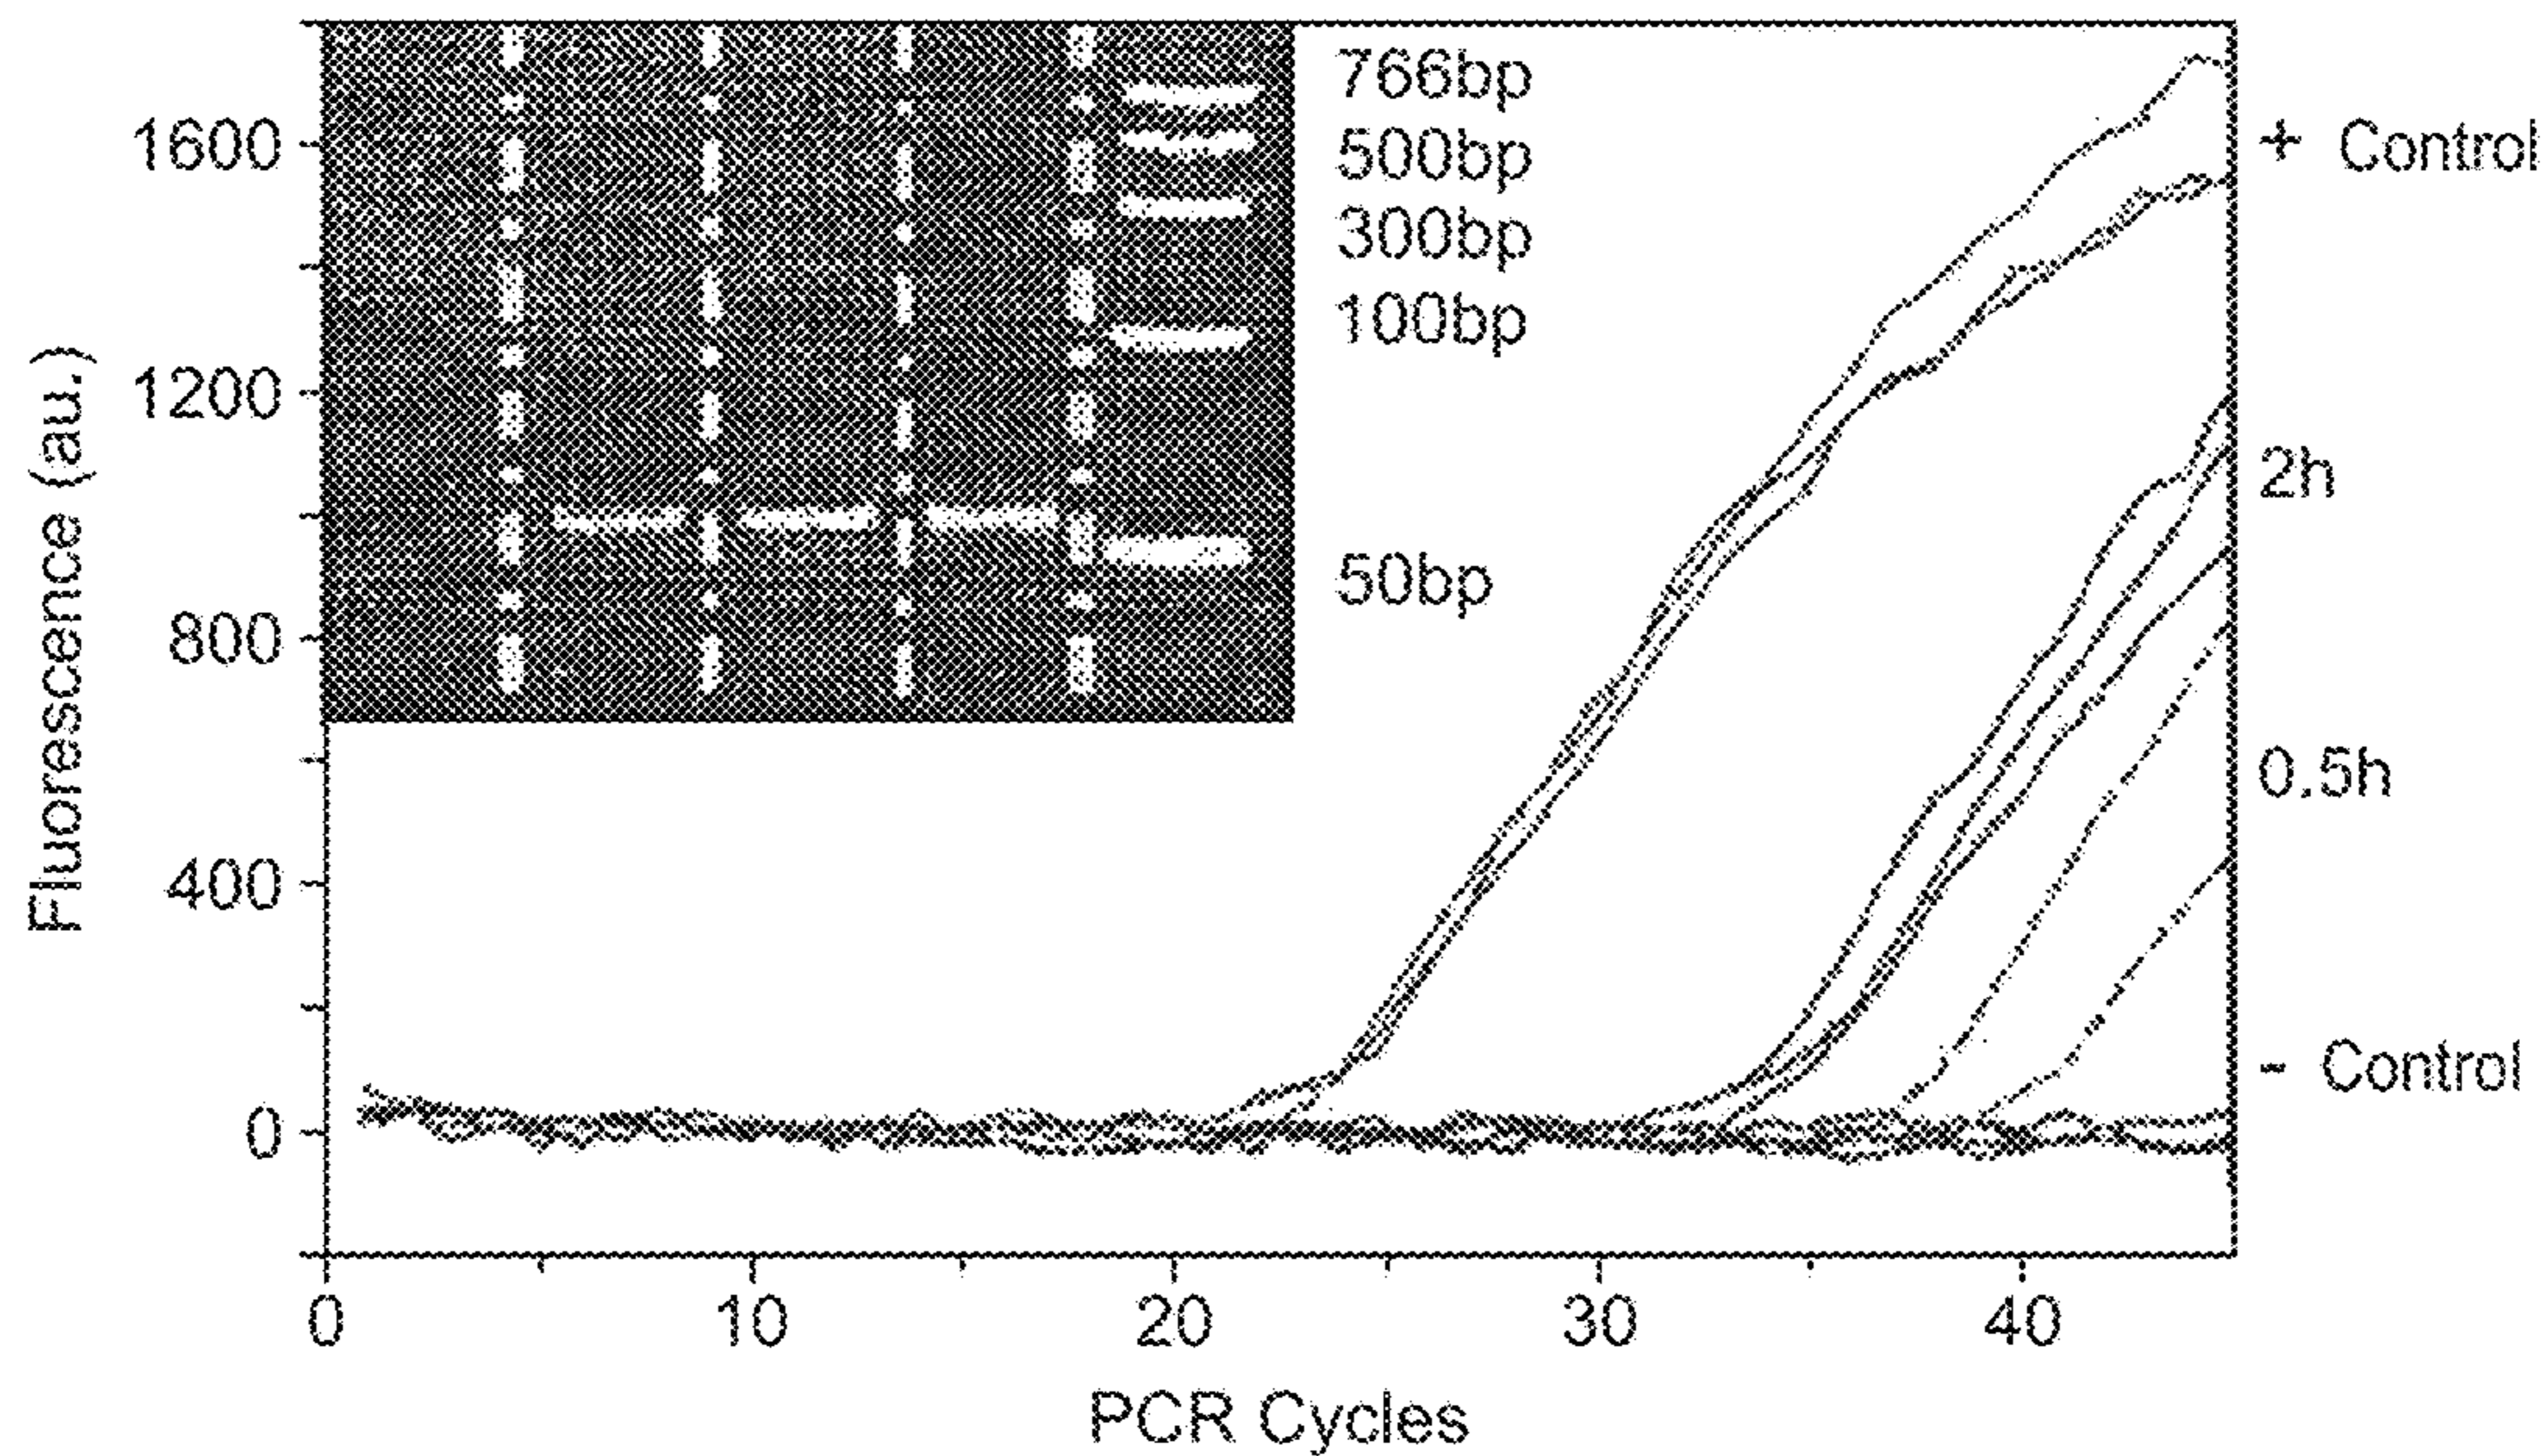 Fluorescence (au.)
1600
1200
800
400
0
766bp
500bp
300bp
100bp
50bp
+ Control
2h
0.5h
- Control
0 10 20 30 40
PCR Cycles